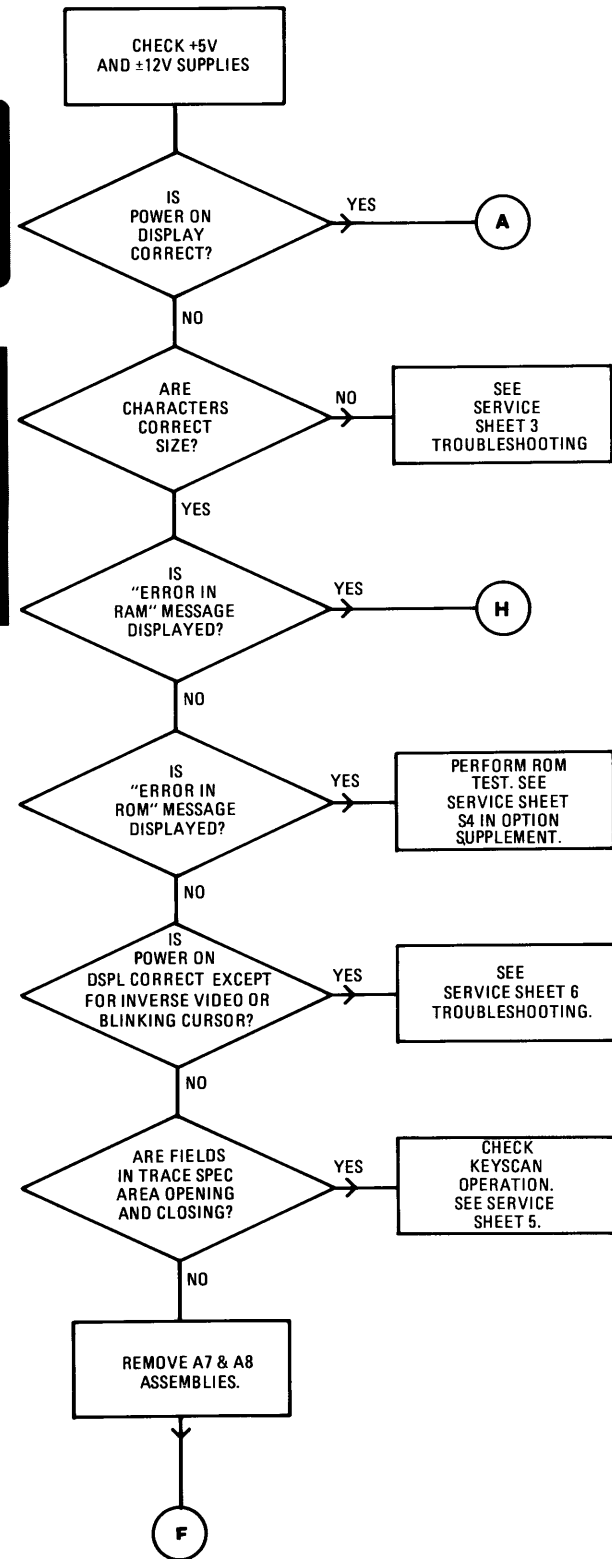 CHECK +5V
AND ±12V SUPPLIES
IS
POWER ON
DISPLAY
CORRECT?
YES
A
NO
ARE
CHARACTERS
CORRECT
SIZE?
NO
SEE
SERVICE
SHEET 3
TROUBLESHOOTING
YES
IS
"ERROR IN
RAM" MESSAGE
DISPLAYED?
YES
H
NO
IS
"ERROR IN
ROM" MESSAGE
DISPLAYED?
YES
PERFORM ROM
TEST. SEE
SERVICE SHEET
S4 IN OPTION
SUPPLEMENT.
NO
IS
POWER ON
DSPL CORRECT EXCEPT
FOR INVERSE VIDEO OR
BLINKING CURSOR?
YES
SEE
SERVICE SHEET 6
TROUBLESHOOTING.
NO
ARE FIELDS
IN TRACE SPEC
AREA OPENING
AND CLOSING?
YES
CHECK
KEYSCAN
OPERATION.
SEE SERVICE
SHEET 5.
NO
REMOVE A7 & A8
ASSEMBLIES.
F